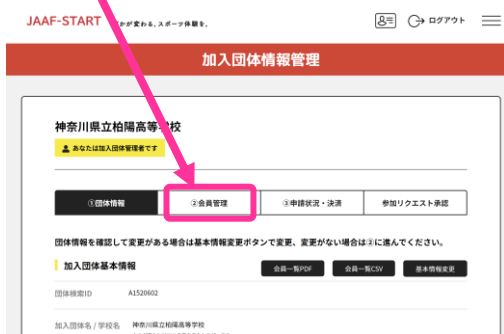 JAAF-START
かが変わる、スポーツ体験を。
ログアウト
加入団体情報管理
神奈川県立柏陽高等学校
あなたは加入団体管理者です
①団体情報
②会員管理
③申請状況・決済
参加リクエスト承認
団体情報を確認して変更がある場合は基本情報変更ボタンで変更、変更がない場合は②に進んでください。
加入団体基本情報
会員一覧PDF
会員一覧CSV
基本情報変更
団体検索ID
A1520602
加入団体名 / 学校名
神奈川県立柏陽高等学校